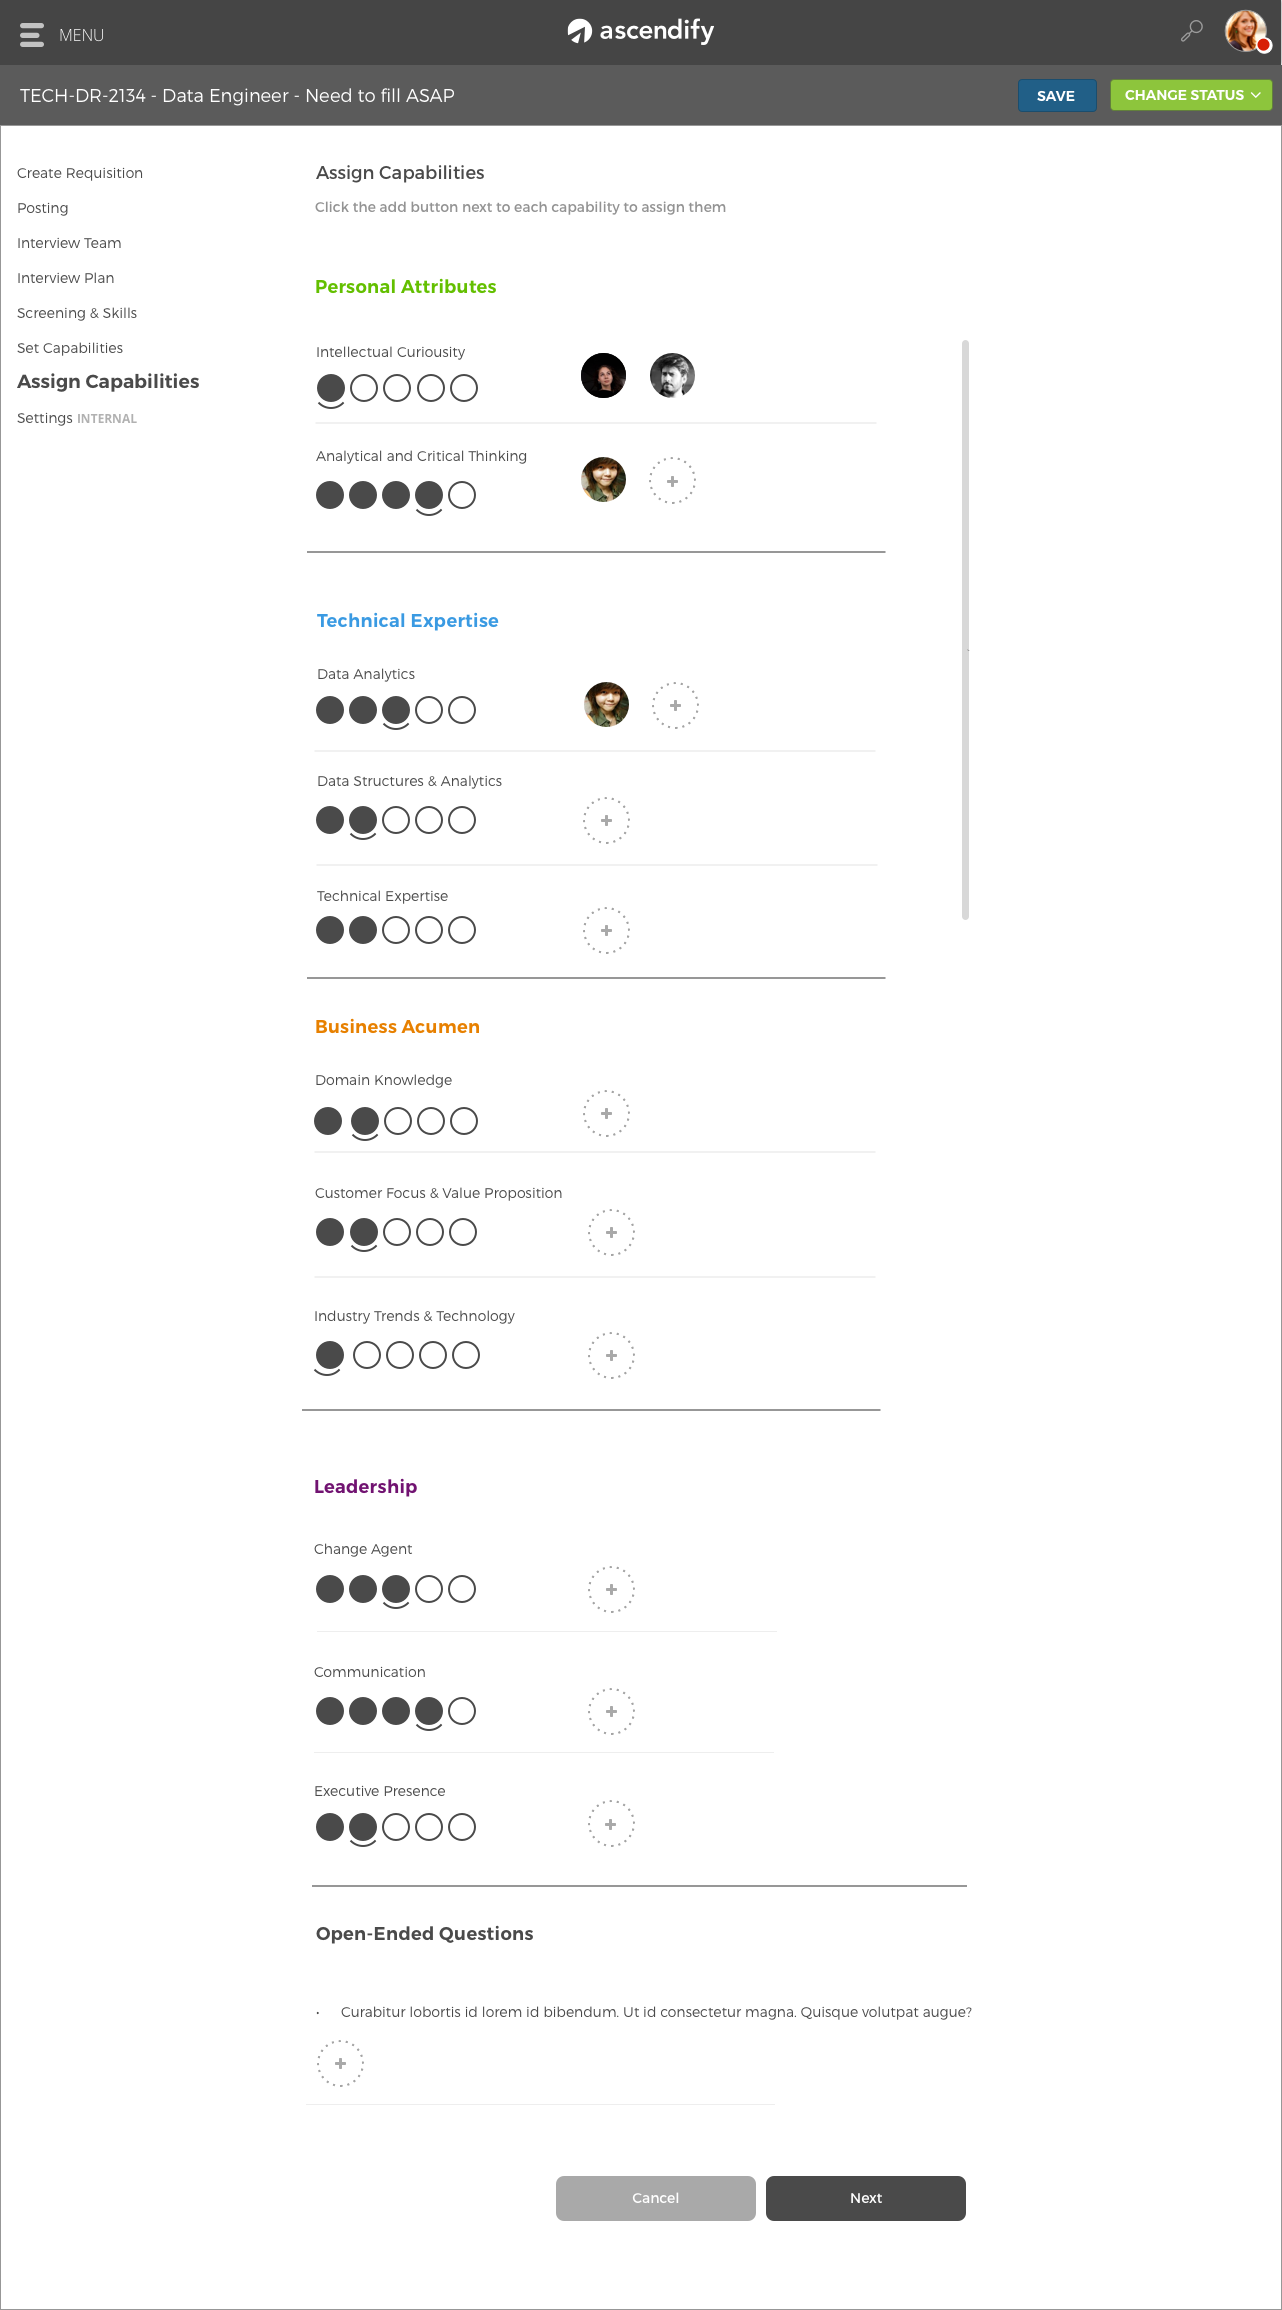 MENU
ascendify
TECH-DR-2134 - Data Engineer - Need to fill ASAP
SAVE
CHANGE STATUS
Create Requisition
Posting
Interview Team
Interview Plan
Screening & Skills
Set Capabilities
Assign Capabilities
Settings INTERNAL
Assign Capabilities
Click the add button next to each capability to assign them
Personal Attributes
Intellectual Curiousity
Analytical and Critical Thinking
Technical Expertise
Data Analytics
Data Structures & Analytics
Technical Expertise
Business Acumen
Domain Knowledge
Customer Focus & Value Proposition
Industry Trends & Technology
Leadership
Change Agent
Communication
Executive Presence
Open-Ended Questions
• Curabitur lobortis id lorem id bibendum. Ut id consectetur magna. Quisque volutpat augue?
Cancel
Next